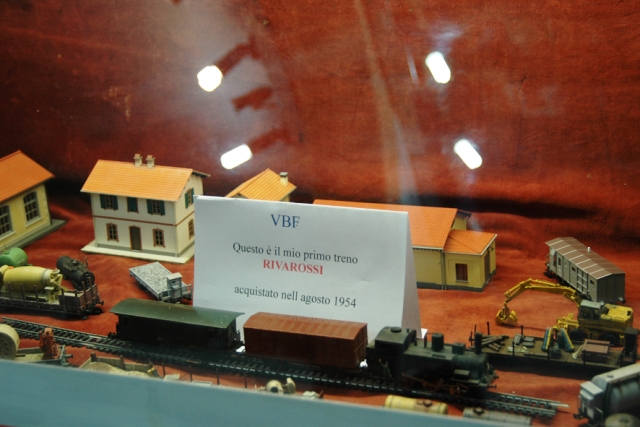 VBF
Questo è il mio primo treno
RIVAROSSI
acquistato nell agosto 1954